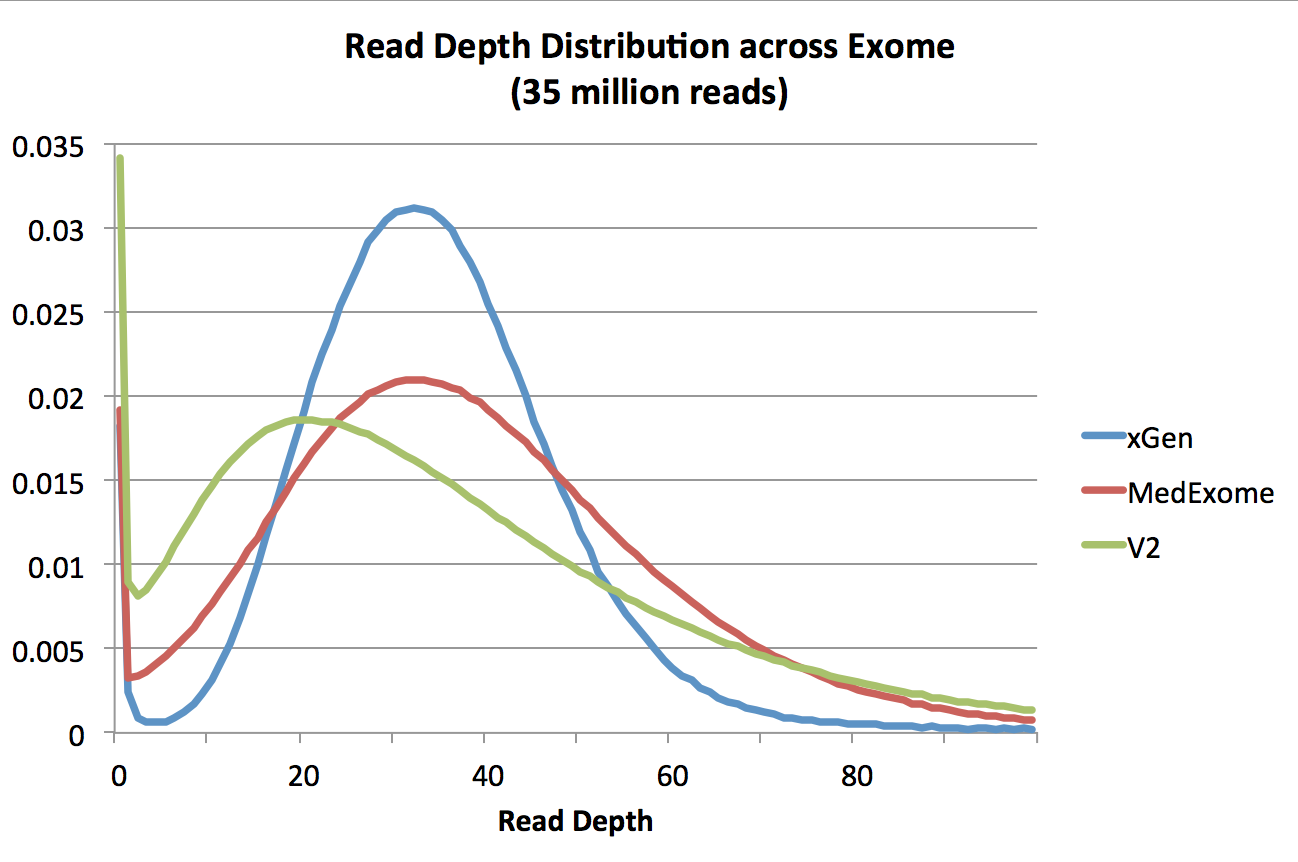 Read Depth Distribution across Exome
(35 million reads)
0.035
0.03
0.025
0.02
0.015
0.01
0.005
0
0 20 40 60 80
Read Depth
xGen
MedExome
V2